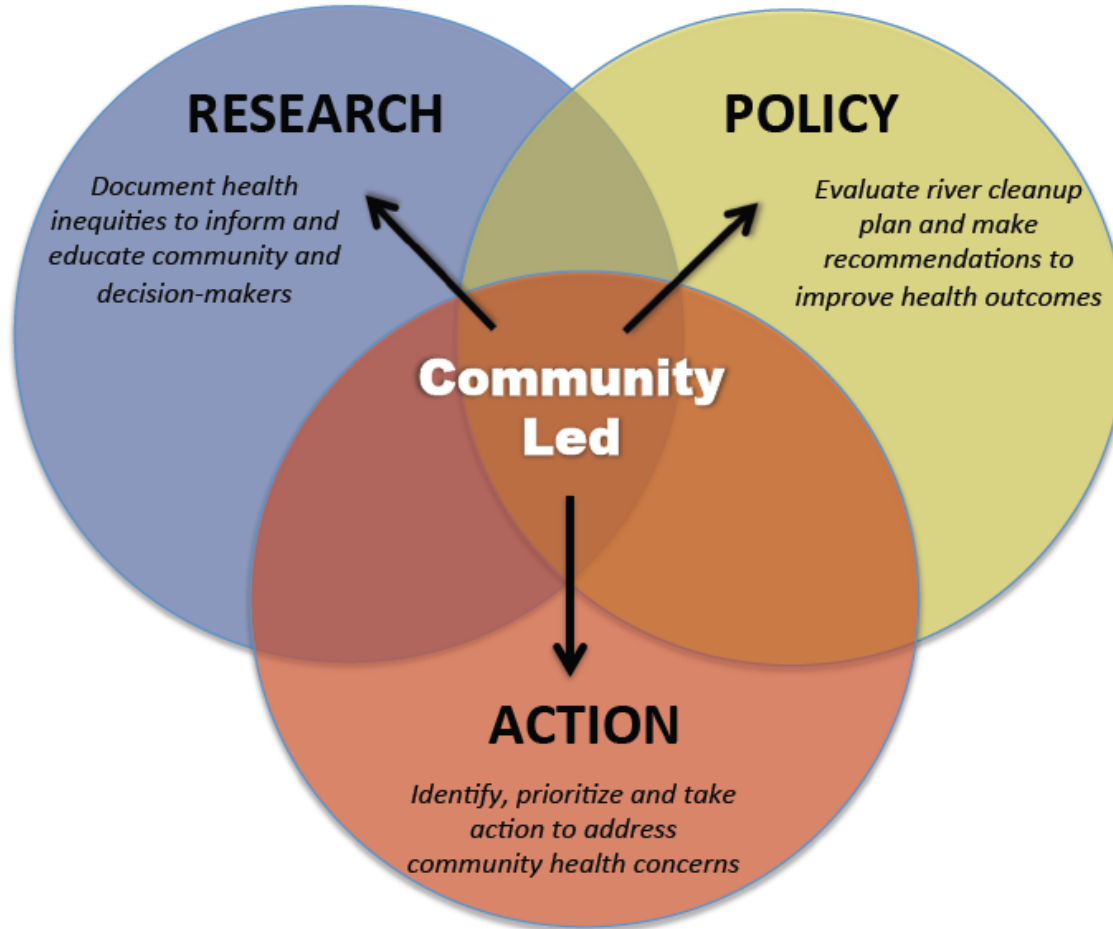 RESEARCH
Document health
inequities to inform and
educate community and
decision-makers
POLICY
Evaluate river cleanup
plan and make
recommendations to
improve health outcomes
Community
Led
ACTION
Identify, prioritize and take
action to address
community health concerns